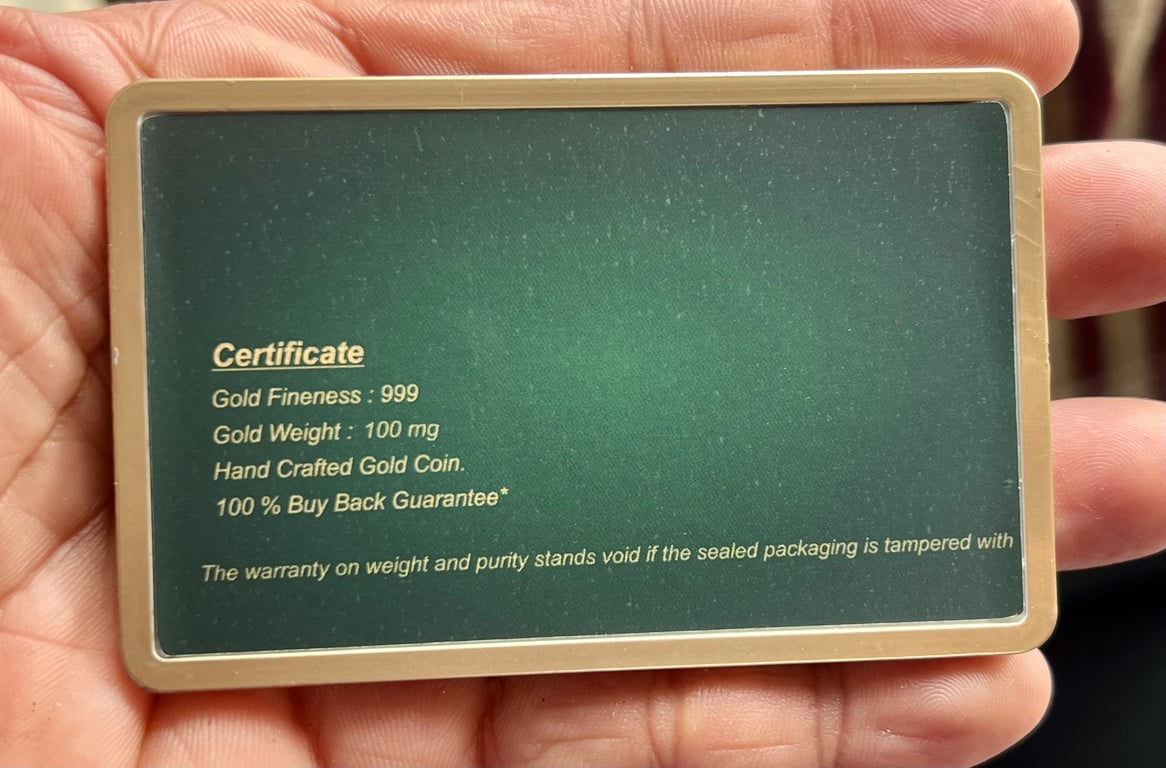 Certificate
Gold Fineness : 999
Gold Weight : 100 mg
Hand Crafted Gold Coin.
100 % Buy Back Guarantee*
The warranty on weight and purity stands void if the sealed packaging is tampered with